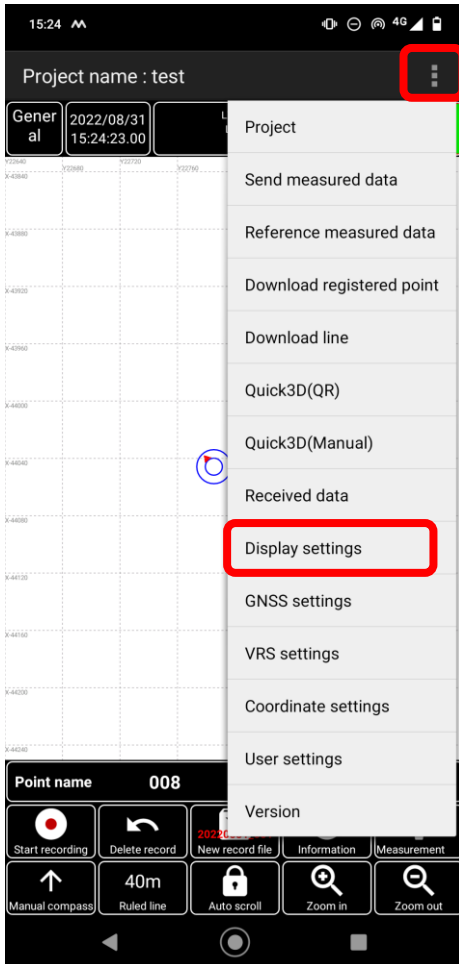 15:24
4G
Project name : test
Gener
al
2022/08/31
15:24:23.00
L
Y22640
Y22680
Y22720
Y22760
X-43840
X-43880
X-43920
X-43960
X-44000
X-44040
X-44080
X-44120
X-44160
X-44200
X-44240
Project
Send measured data
Reference measured data
Download registered point
Download line
Quick3D(QR)
Quick3D(Manual)
Received data
Display settings
GNSS settings
VRS settings
Coordinate settings
User settings
Version
Point name
008
Start recording
Delete record
New record file
Information
Measurement
Manual compass
40m
Ruled line
Auto scroll
Zoom in
Zoom out